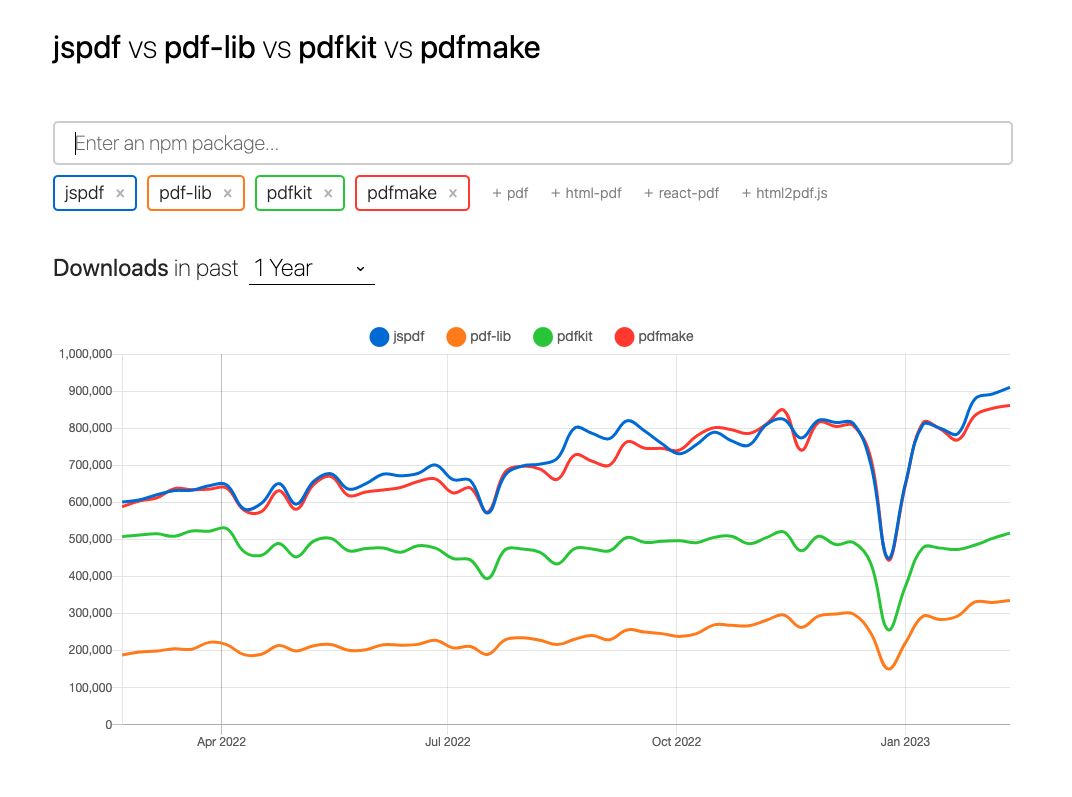 jspdf vs pdf-lib vs pdfkit vs pdfmake
Enter an npm package...
jspdf × pdf-lib × pdfkit × pdfmake × + pdf + html-pdf + react-pdf + html2pdf.js
Downloads in past 1 Year
jspdf pdf-lib pdfkit pdfmake
1,000,000
900,000
800,000
700,000
600,000
500,000
400,000
300,000
200,000
100,000
0
Apr 2022 Jul 2022 Oct 2022 Jan 2023